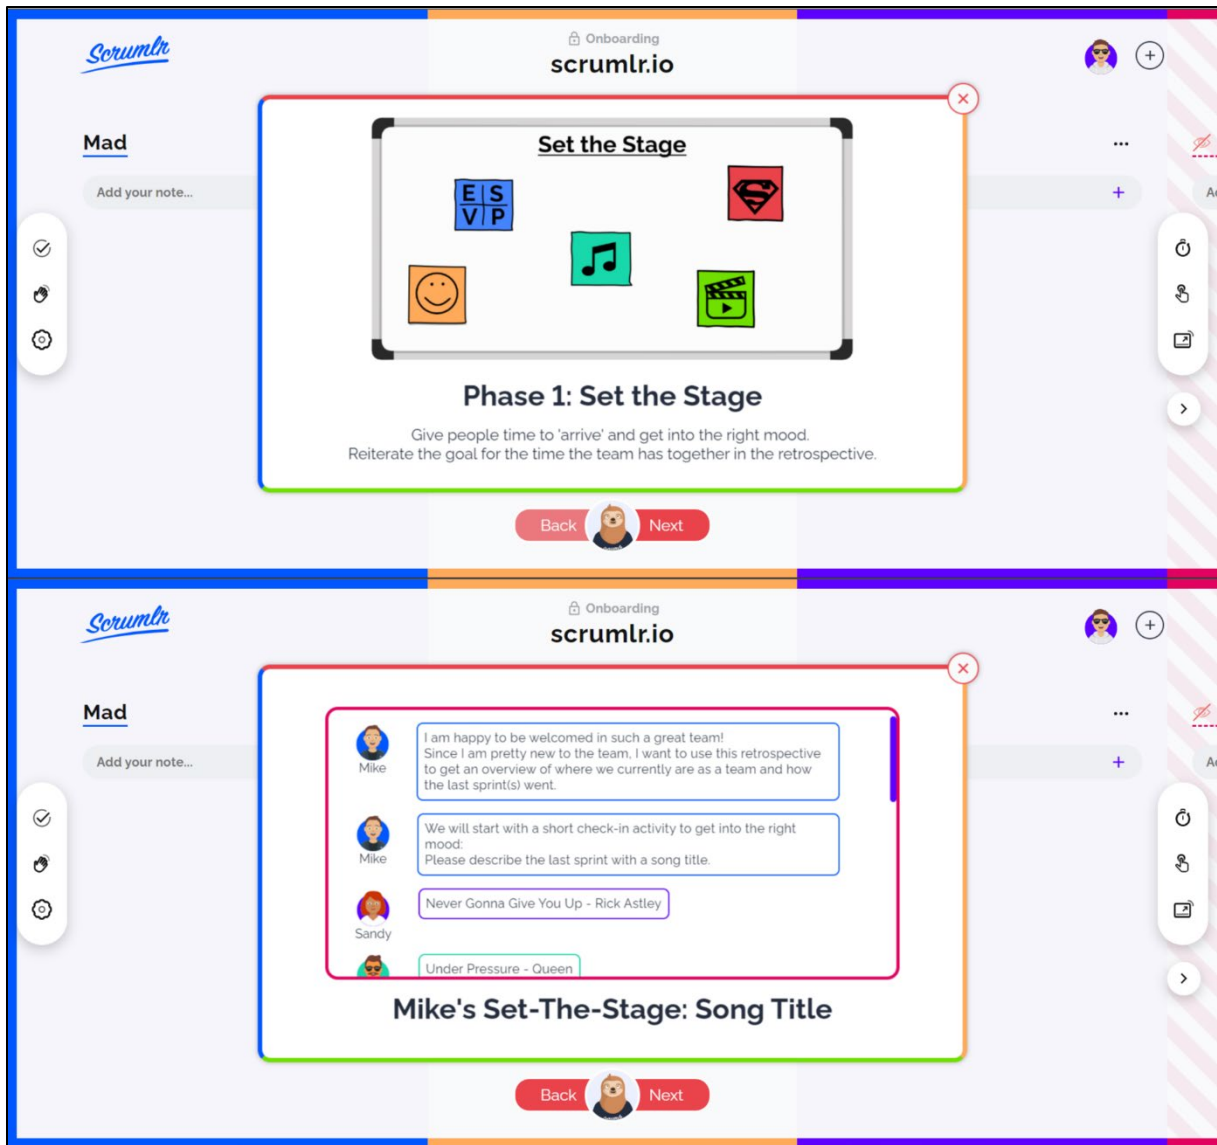 Scrumlr
Onboarding
scrumlr.io
Mad
Add your note...
Set the Stage
E S
V P
Phase 1: Set the Stage
Give people time to 'arrive' and get into the right mood.
Reiterate the goal for the time the team has together in the retrospective.
Back
Next
Scrumlr
Onboarding
scrumlr.io
Mad
Add your note...
Mike
I am happy to be welcomed in such a great team!
Since I am pretty new to the team, I want to use this retrospective
to get an overview of where we currently are as a team and how
the last sprint(s) went.
Mike
We will start with a short check-in activity to get into the right
mood:
Please describe the last sprint with a song title.
Sandy
Never Gonna Give You Up - Rick Astley
Under Pressure - Queen
Mike's Set-The-Stage: Song Title
Back
Next